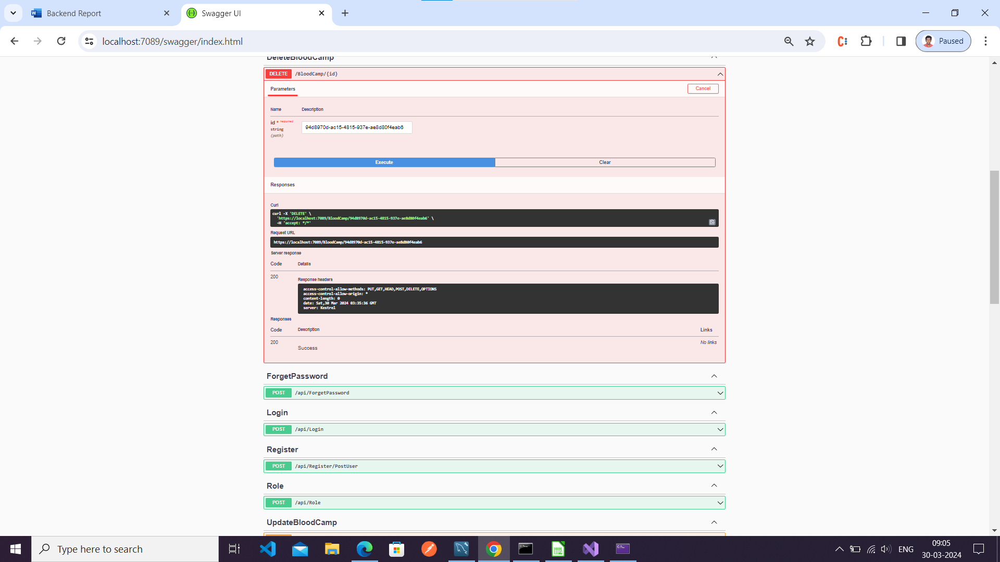 Backend Report
Swagger UI
localhost:7089/swagger/index.html
Paused
DeleteBloodCamp
DELETE /BloodCamp/{id}
Parameters
Cancel
Name Description
id * required
string
(path)
94d8970d-ac15-4815-937e-ae8d80f4eab6
Execute
Clear
Responses
Curl
curl -X 'DELETE' \
'https://localhost:7089/BloodCamp/94d8970d-ac15-4815-937e-ae8d80f4eab6' \
-H 'accept: */*'
Request URL
https://localhost:7089/BloodCamp/94d8970d-ac15-4815-937e-ae8d80f4eab6
Server response
Code Details
200
Response headers
access-control-allow-methods: PUT,GET,HEAD,POST,DELETE,OPTIONS
access-control-allow-origin: *
content-length: 0
date: Sat,30 Mar 2024 03:35:36 GMT
server: Kestrel
Responses
Code Description Links
200 No links
Success
ForgetPassword
POST /api/ForgetPassword
Login
POST /api/Login
Register
POST /api/Register/PostUser
Role
POST /api/Role
UpdateBloodCamp
Type here to search
ENG
09:05
30-03-2024